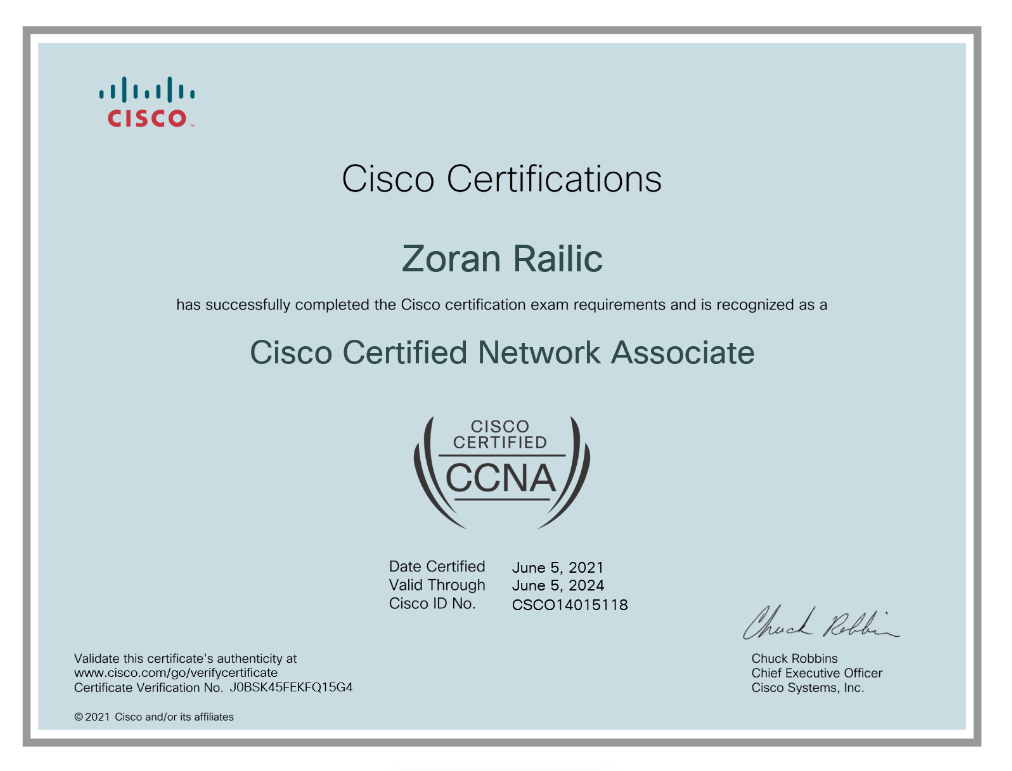 CISCO
Cisco Certifications
Zoran Railic
has successfully completed the Cisco certification exam requirements and is recognized as a
Cisco Certified Network Associate
CISCO
CERTIFIED
CCNA
Date Certified June 5, 2021
Valid Through June 5, 2024
Cisco ID No. CSCO14015118
Chuck Robbins
Validate this certificate's authenticity at
www.cisco.com/go/verifycertificate
Certificate Verification No. J0BSK45FEKFQ15G4
Chuck Robbins
Chief Executive Officer
Cisco Systems, Inc.
© 2021 Cisco and/or its affiliates